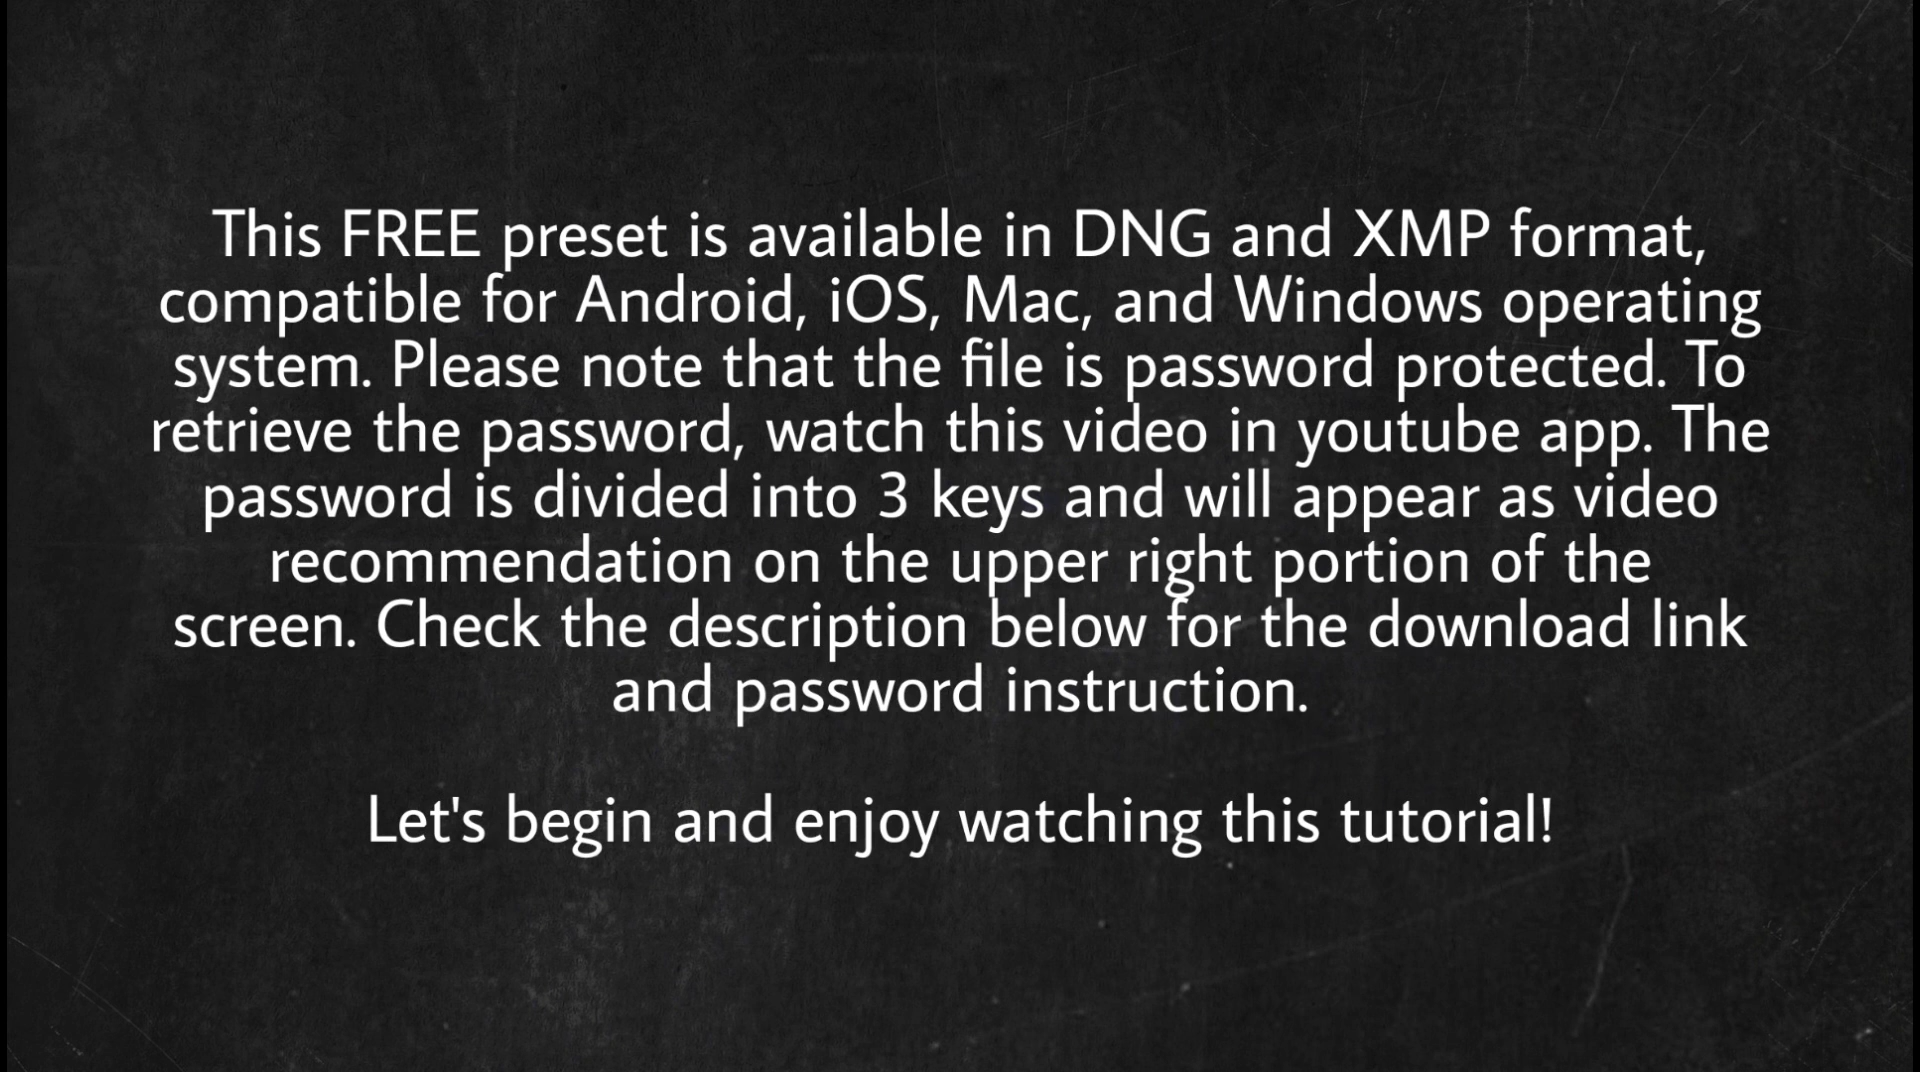 This FREE preset is available in DNG and XMP format,
compatible for Android, iOS, Mac, and Windows operating
system. Please note that the file is password protected. To
retrieve the password, watch this video in youtube app. The
password is divided into 3 keys and will appear as video
recommendation on the upper right portion of the
screen. Check the description below for the download link
and password instruction.
Let's begin and enjoy watching this tutorial!